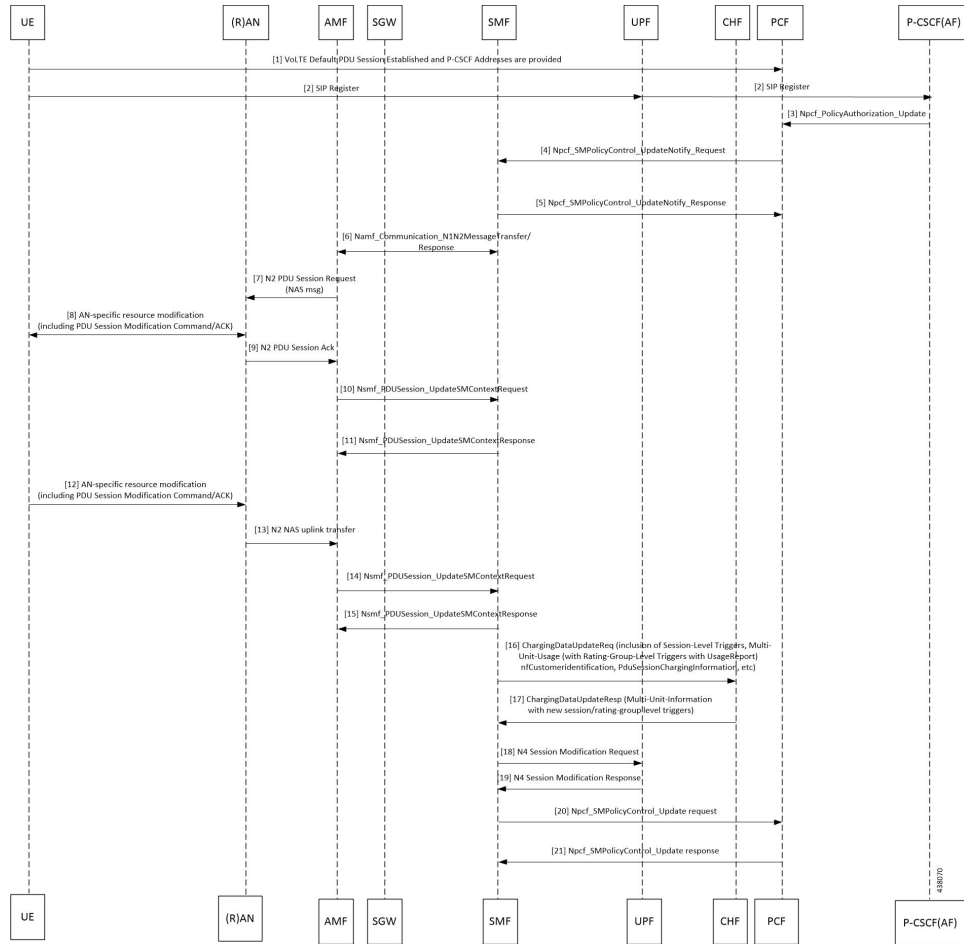 UE
(R)AN
AMF
SGW
SMF
UPF
CHF
PCF
P-CSCF(AF)
[1] VoLTE Default PDU Session Established and P-CSCF Addresses are provided
[2] SIP Register
[2] SIP Register
[3] Npcf_PolicyAuthorization_Update
[4] Npcf_SMPolicyControl_UpdateNotify_Request
[5] Npcf_SMPolicyControl_UpdateNotify_Response
[6] Namf_Communication_N1N2MessageTransfer/
Response
[7] N2 PDU Session Request
(NAS msg)
[8] AN-specific resource modification
(including PDU Session Modification Command/ACK)
[9] N2 PDU Session Ack
[10] Nsmf_PDUSession_UpdateSMContextRequest
[11] Nsmf_PDUSession_UpdateSMContextResponse
[12] AN-specific resource modification
(including PDU Session Modification Command/ACK)
[13] N2 NAS uplink transfer
[14] Nsmf_PDUSession_UpdateSMContextRequest
[15] Nsmf_PDUSession_UpdateSMContextResponse
[16] ChargingDataUpdateReq (inclusion of Session-Level Triggers, Multi-
Unit-Usage (with Rating-Group-Level Triggers with UsageReport)
nfCustomeridentification, PduSessionChargingInformation, etc)
[17] ChargingDataUpdateResp (Multi-Unit-Information
with new session/rating-group level triggers)
[18] N4 Session Modification Request
[19] N4 Session Modification Response
[20] Npcf_SMPolicyControl_Update request
[21] Npcf_SMPolicyControl_Update response
438070
UE
(R)AN
AMF
SGW
SMF
UPF
CHF
PCF
P-CSCF(AF)